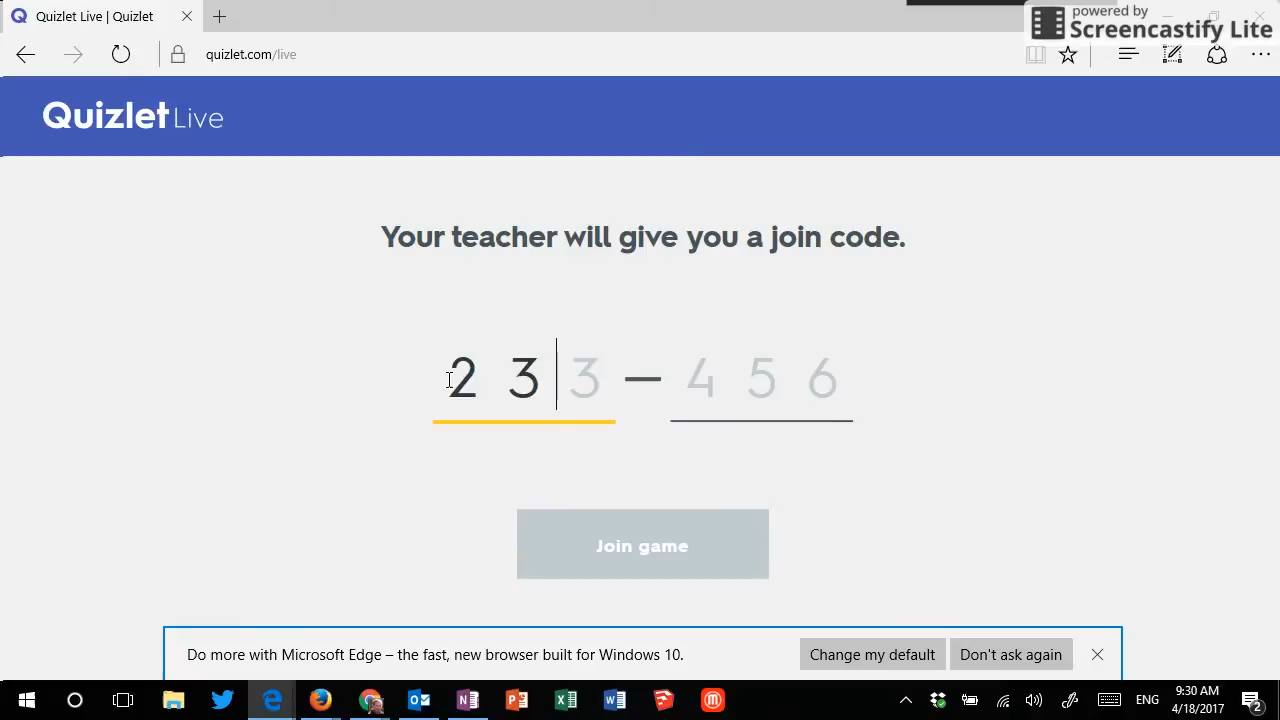 Quizlet Live | Quizlet
powered by
Screencastify Lite
quizlet.com/live
Quizlet Live
Your teacher will give you a join code.
2 3 3 – 4 5 6
Join game
Do more with Microsoft Edge – the fast, new browser built for Windows 10.
Change my default
Don't ask again
ENG
9:30 AM
4/18/2017
2